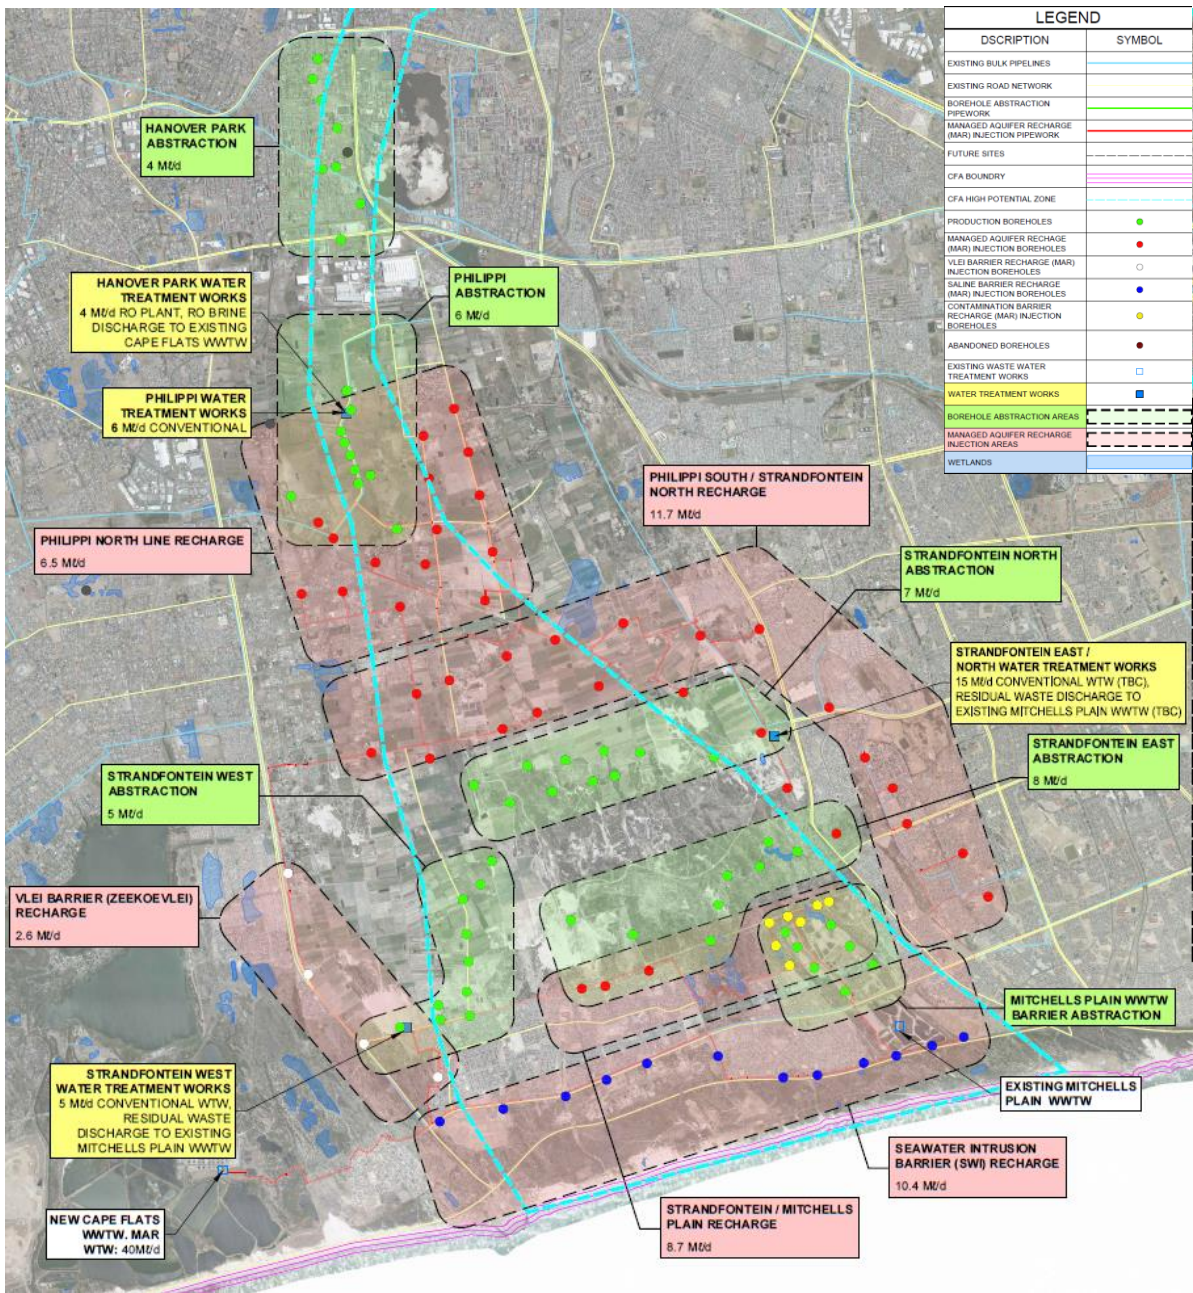 LEGEND
DSCRIPTION SYMBOL
EXISTING BULK PIPELINES
EXISTING ROAD NETWORK
BOREHOLE ABSTRACTION
PIPEWORK
MANAGED AQUIFER RECHARGE
(MAR) INJECTION PIPEWORK
FUTURE SITES
CFA BOUNDRY
CFA HIGH POTENTIAL ZONE
PRODUCTION BOREHOLES
MANAGED AQUIFER RECHAGE
(MAR) INJECTION BOREHOLES
VLEI BARRIER RECHARGE (MAR)
INJECTION BOREHOLES
SALINE BARRIER RECHARGE
(MAR) INJECTION BOREHOLES
CONTAMINATION BARRIER
RECHARGE (MAR) INJECTION
BOREHOLES
ABANDONED BOREHOLES
EXISTING WASTE WATER
TREATMENT WORKS
WATER TREATMENT WORKS
BOREHOLE ABSTRACTION AREAS
MANAGED AQUIFER RECHARGE
INJECTION AREAS
WETLANDS
HANOVER PARK
ABSTRACTION
4 Mℓ/d
HANOVER PARK WATER
TREATMENT WORKS
4 Mℓ/d RO PLANT, RO BRINE
DISCHARGE TO EXISTING
CAPE FLATS WWTW
PHILIPPI
ABSTRACTION
6 Mℓ/d
PHILIPPI WATER
TREATMENT WORKS
6 Mℓ/d CONVENTIONAL
PHILIPPI SOUTH / STRANDFONTEIN
NORTH RECHARGE
11.7 Mℓ/d
PHILIPPI NORTH LINE RECHARGE
6.5 Mℓ/d
STRANDFONTEIN NORTH
ABSTRACTION
7 Mℓ/d
STRANDFONTEIN EAST /
NORTH WATER TREATMENT WORKS
15 Mℓ/d CONVENTIONAL WTW (TBC),
RESIDUAL WASTE DISCHARGE TO
EXISTING MITCHELLS PLAIN WWTW (TBC)
STRANDFONTEIN EAST
ABSTRACTION
8 Mℓ/d
STRANDFONTEIN WEST
ABSTRACTION
5 Mℓ/d
VLEI BARRIER (ZEEKOEVLEI)
RECHARGE
2.6 Mℓ/d
MITCHELLS PLAIN WWTW
BARRIER ABSTRACTION
STRANDFONTEIN WEST
WATER TREATMENT WORKS
5 Mℓ/d CONVENTIONAL WTW,
RESIDUAL WASTE
DISCHARGE TO EXISTING
MITCHELLS PLAIN WWTW
EXISTING MITCHELLS
PLAIN WWTW
SEAWATER INTRUSION
BARRIER (SWI) RECHARGE
10.4 Mℓ/d
STRANDFONTEIN / MITCHELLS
PLAIN RECHARGE
8.7 Mℓ/d
NEW CAPE FLATS
WWTW. MAR
WTW: 40Mℓ/d